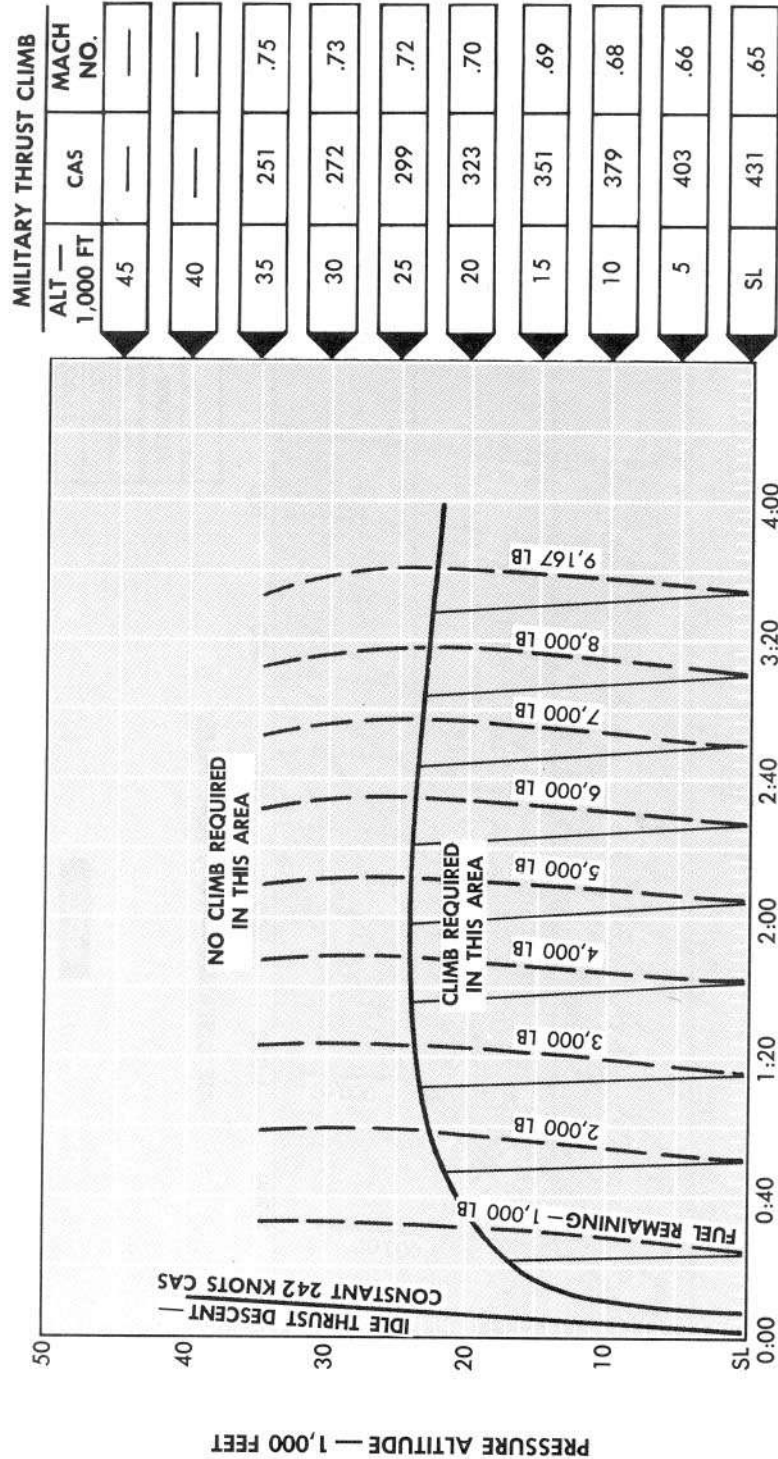 MILITARY THRUST CLIMB
ALT —
1,000 FT
CAS
MACH
NO.
45 — —
40 — —
35 251 .75
30 272 .73
25 299 .72
20 323 .70
15 351 .69
10 379 .68
5 403 .66
SL 431 .65
PRESSURE ALTITUDE — 1,000 FEET
50
40
30
20
10
SL
IDLE THRUST DESCENT —
CONSTANT 242 KNOTS CAS
NO CLIMB REQUIRED
IN THIS AREA
CLIMB REQUIRED
IN THIS AREA
FUEL REMAINING—1,000 LB
2,000 LB
3,000 LB
4,000 LB
5,000 LB
6,000 LB
7,000 LB
8,000 LB
9,167 LB
0:00
0:40
1:20
2:00
2:40
3:20
4:00